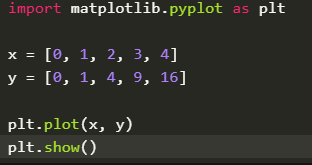 import matplotlib.pyplot as plt
x = [0, 1, 2, 3, 4]
y = [0, 1, 4, 9, 16]
plt.plot(x, y)
plt.show()